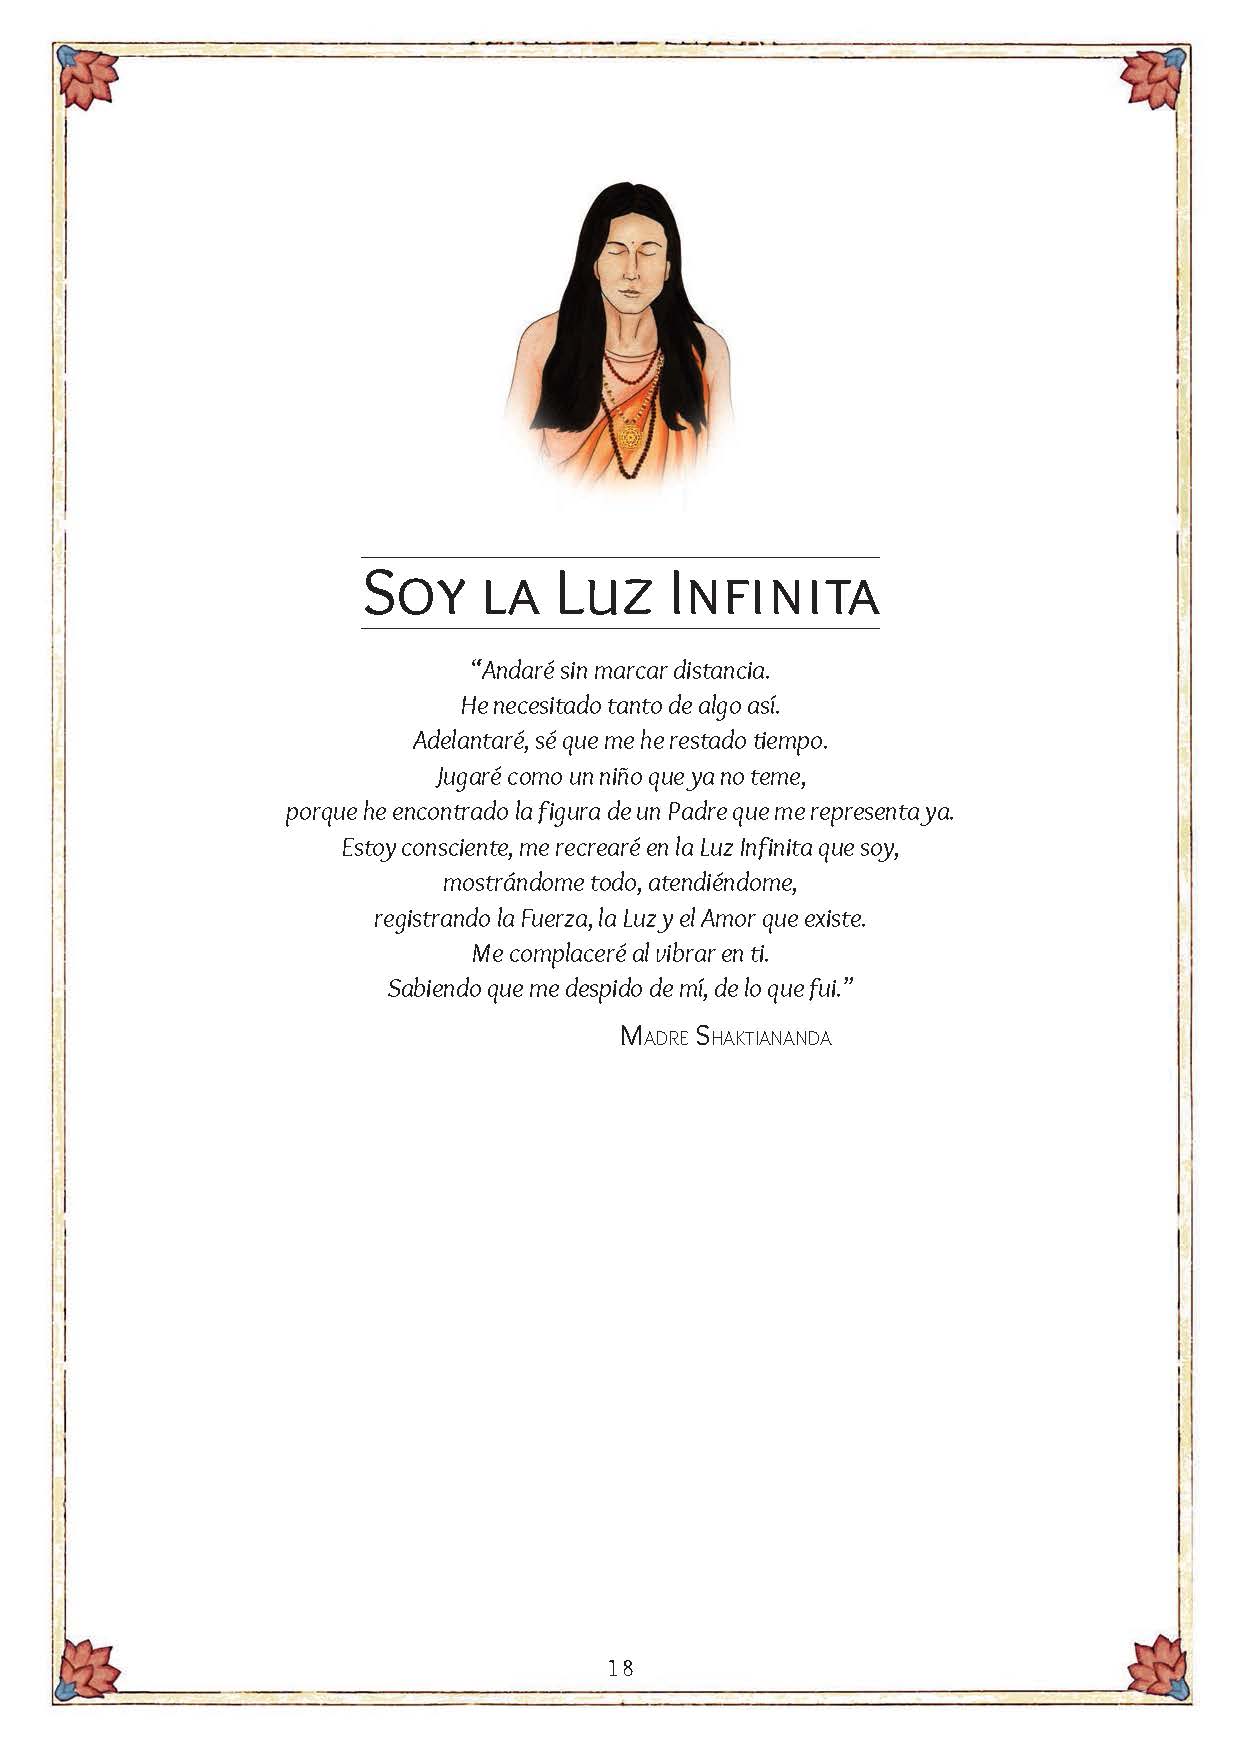 Soy la Luz Infinita
“Andaré sin marcar distancia.
He necesitado tanto de algo así.
Adelantaré, sé que me he restado tiempo.
Jugaré como un niño que ya no teme,
porque he encontrado la figura de un Padre que me representa ya.
Estoy consciente, me recrearé en la Luz Infinita que soy,
mostrándome todo, atendiéndome,
registrando la Fuerza, la Luz y el Amor que existe.
Me complaceré al vibrar en ti.
Sabiendo que me despido de mí, de lo que fui.”
Madre Shaktiananda
18